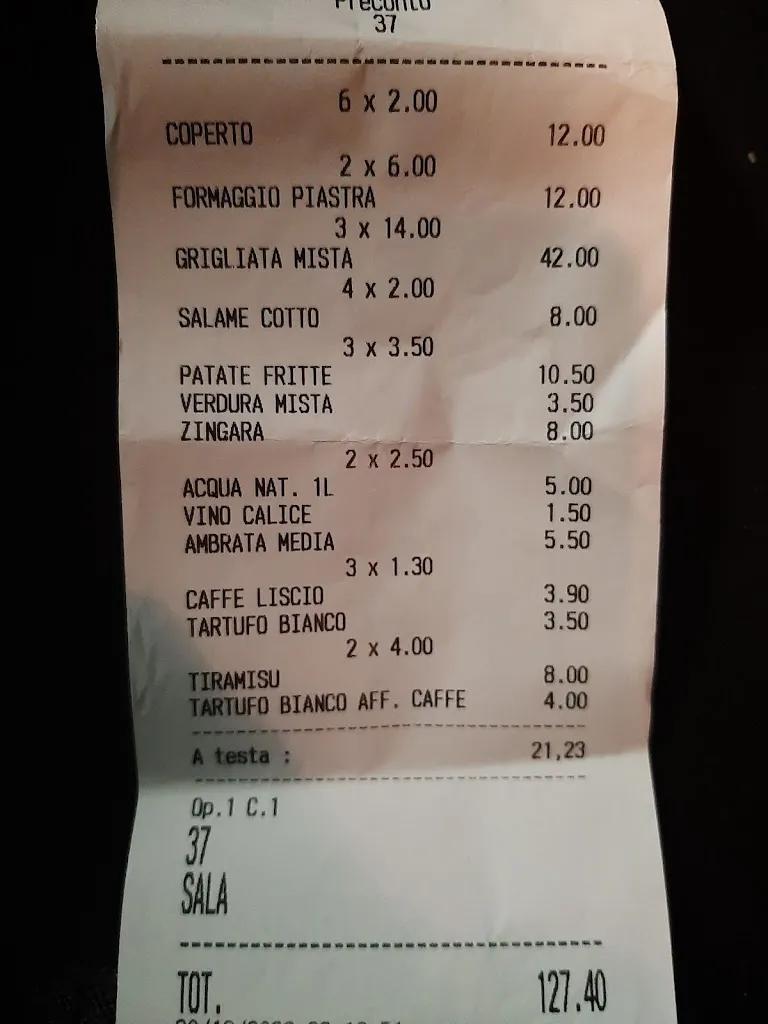 Preconto
37
6 x 2.00
COPERTO 12.00
2 x 6.00
FORMAGGIO PIASTRA 12.00
3 x 14.00
GRIGLIATA MISTA 42.00
4 x 2.00
SALAME COTTO 8.00
3 x 3.50
PATATE FRITTE 10.50
VERDURA MISTA 3.50
ZINGARA 8.00
2 x 2.50
ACQUA NAT. 1L 5.00
VINO CALICE 1.50
AMBRATA MEDIA 5.50
3 x 1.30
CAFFE LISCIO 3.90
TARTUFO BIANCO 3.50
2 x 4.00
TIRAMISU 8.00
TARTUFO BIANCO AFF. CAFFE 4.00
A testa : 21,23
Op.1 C.1
37
SALA
TOT. 127.40